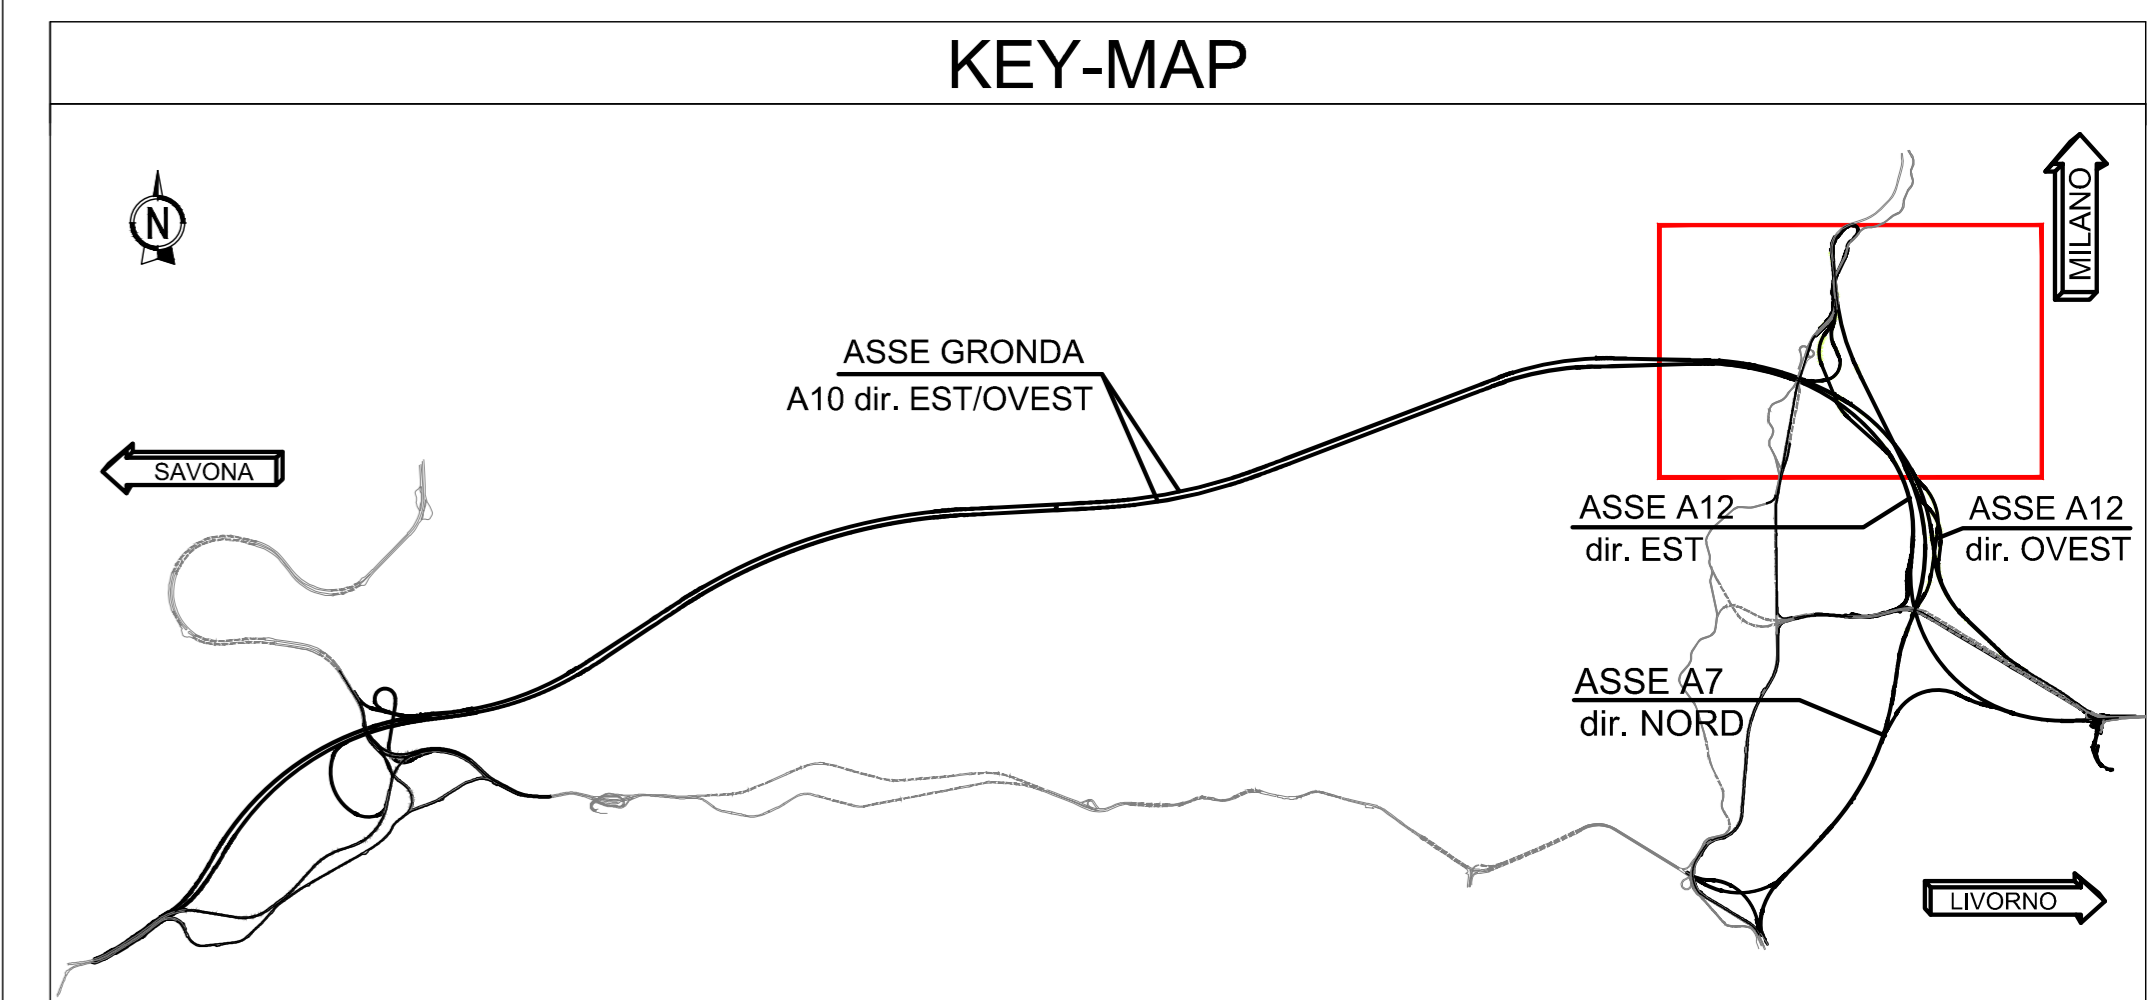 KEY-MAP
N
MILANO
ASSE GRONDA
A10 dir. EST/OVEST
SAVONA
ASSE A12
dir. EST
ASSE A12
dir. OVEST
ASSE A7
dir. NORD
LIVORNO